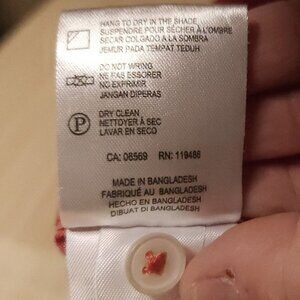 HANG TO DRY IN THE SHADE
SUSPENDRE POUR SÉCHER À L'OMBRE
SECAR COLGADO A LA SOMBRA
JEMUR PADA TEMPAT TEDUH
DO NOT WRING
NE PAS ESSORER
NO EXPRIMIR
JANGAN DIPERAS
P
DRY CLEAN
NETTOYER À SEC
LAVAR EN SECO
CA: 08569 RN: 119486
MADE IN BANGLADESH
FABRIQUÉ AU BANGLADESH
HECHO EN BANGLADESH
DIBUAT DI BANGLADESH